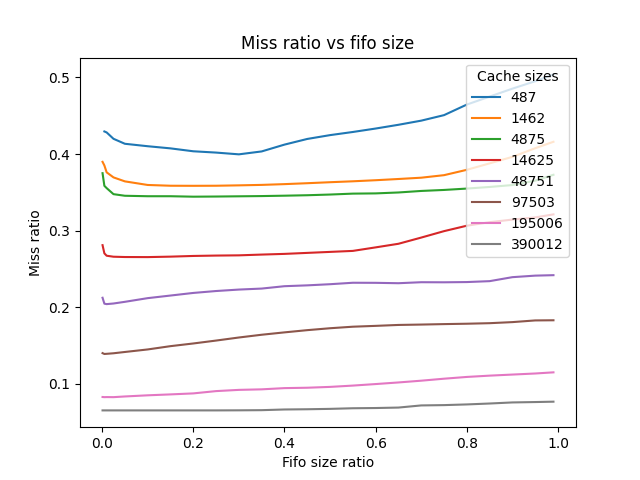 Miss ratio vs fifo size
Cache sizes
487
1462
4875
14625
48751
97503
195006
390012
0.5
0.4
0.3
0.2
0.1
Miss ratio
0.0 0.2 0.4 0.6 0.8 1.0
Fifo size ratio